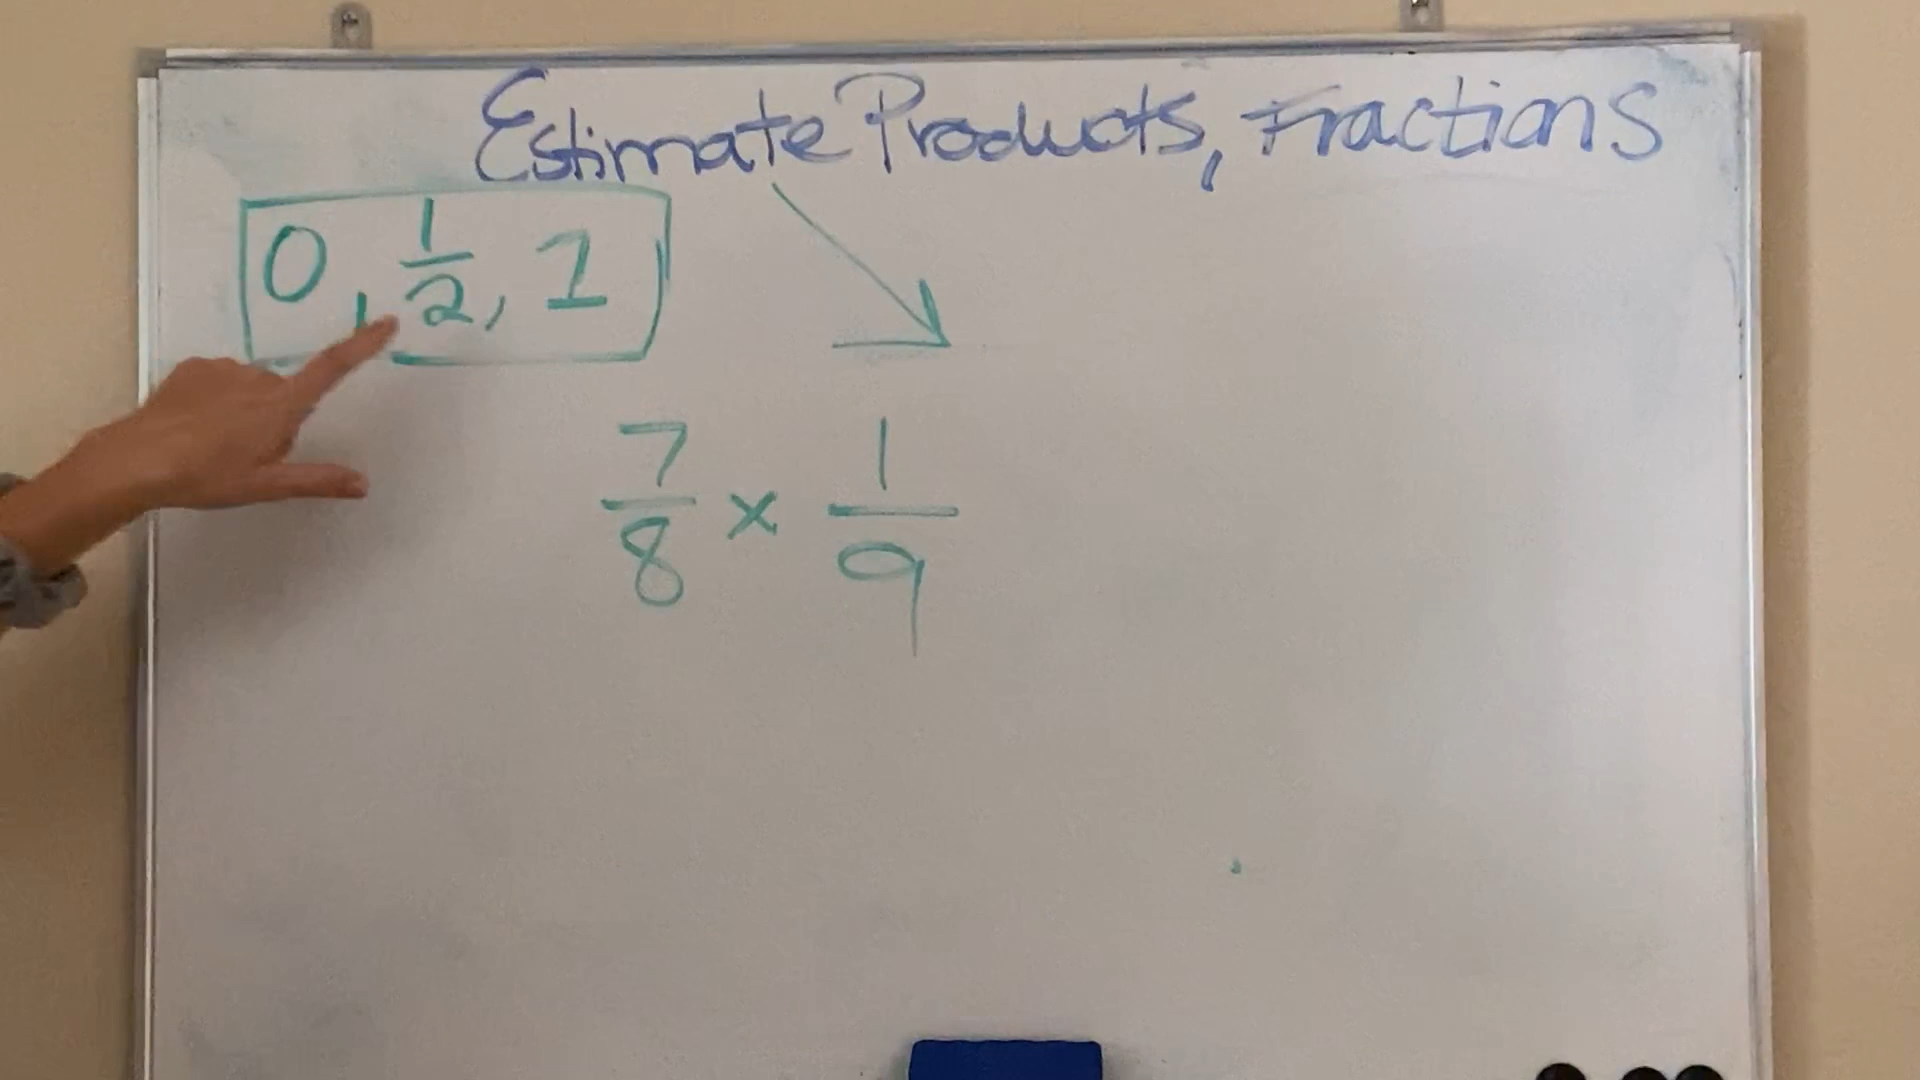 Estimate Products, Fractions
0, 1/2, 1
7/8 × 1/9